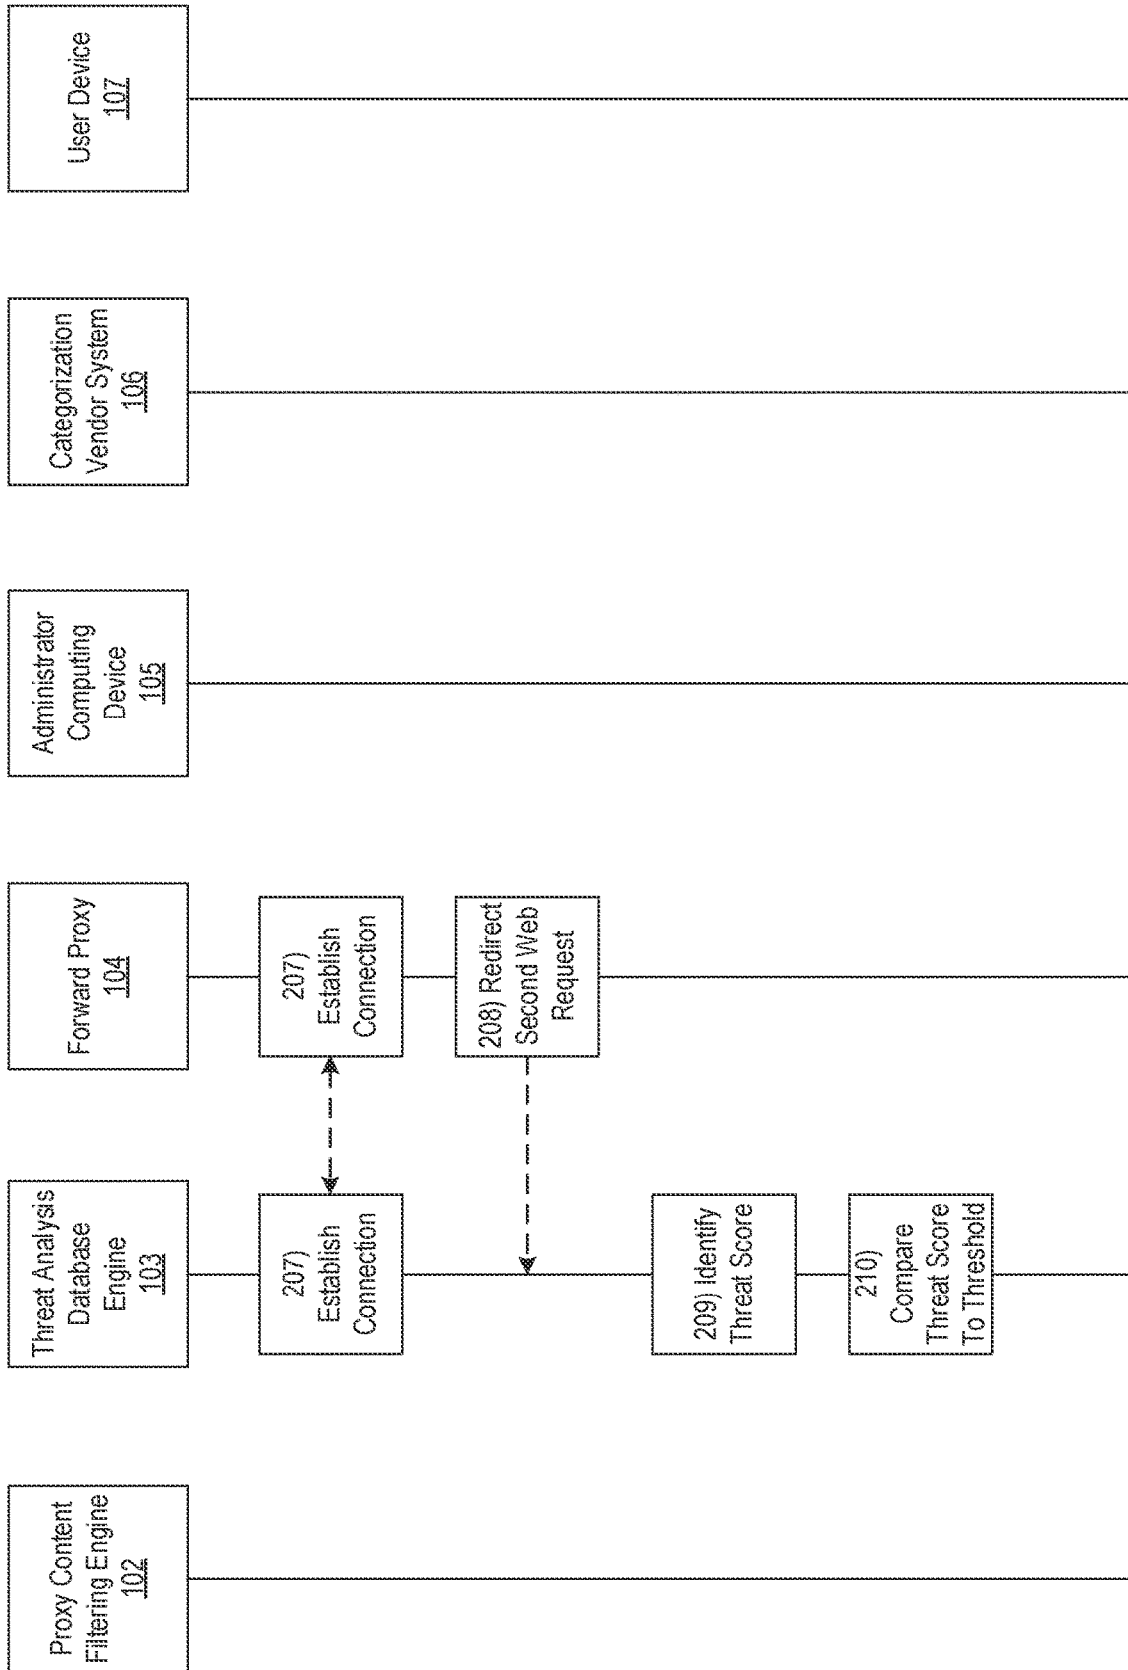 Proxy Content
Filtering Engine
102
Threat Analysis
Database
Engine
103
Forward Proxy
104
Administrator
Computing
Device
105
Categorization
Vendor System
106
User Device
107
207)
Establish
Connection
207)
Establish
Connection
208) Redirect
Second Web
Request
209) Identify
Threat Score
210)
Compare
Threat Score
To Threshold